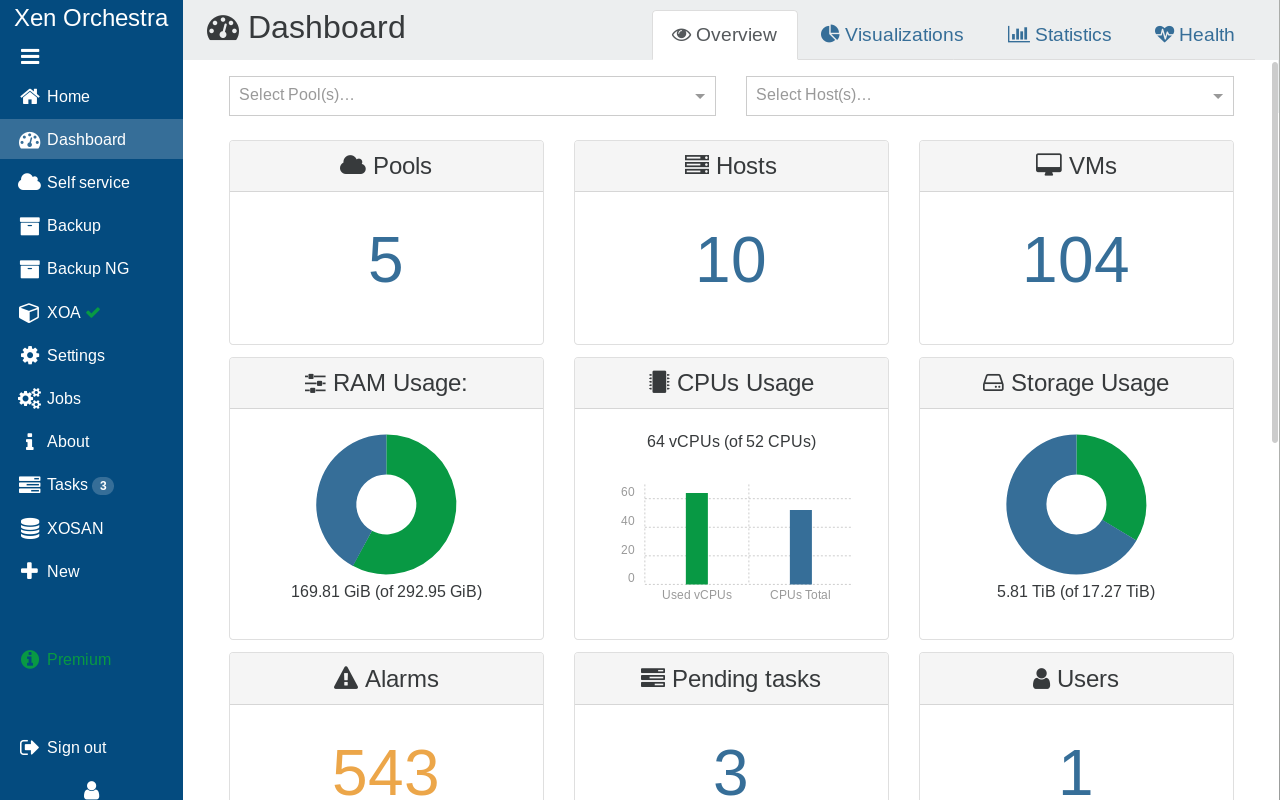 Xen Orchestra
Home
Dashboard
Self service
Backup
Backup NG
XOA
Settings
Jobs
About
Tasks 3
XOSAN
New
Premium
Sign out
Dashboard
Overview
Visualizations
Statistics
Health
Select Pool(s)…
Select Host(s)…
Pools
5
Hosts
10
VMs
104
RAM Usage:
169.81 GiB (of 292.95 GiB)
CPUs Usage
64 vCPUs (of 52 CPUs)
60
40
20
0
Used vCPUs
CPUs Total
Storage Usage
5.81 TiB (of 17.27 TiB)
Alarms
543
Pending tasks
3
Users
1